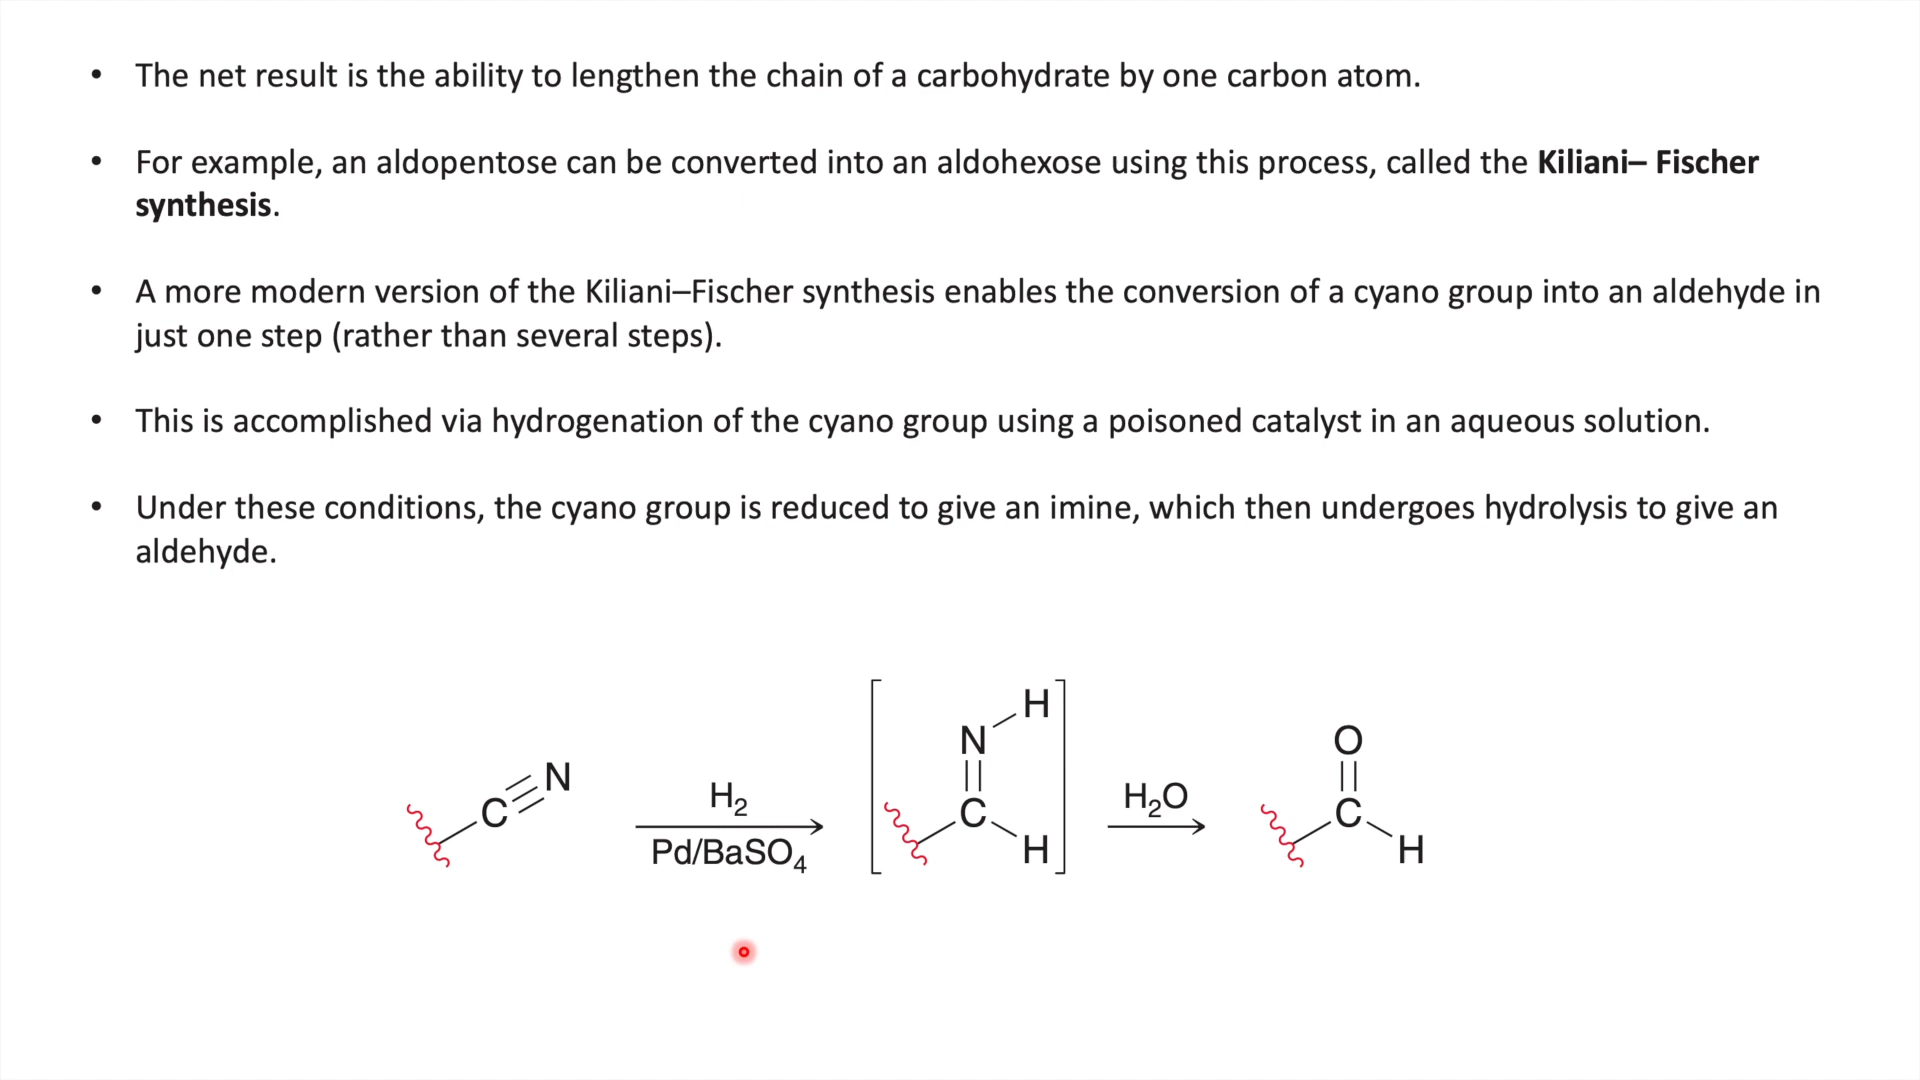 • The net result is the ability to lengthen the chain of a carbohydrate by one carbon atom.
• For example, an aldopentose can be converted into an aldohexose using this process, called the Kiliani– Fischer
synthesis.
• A more modern version of the Kiliani–Fischer synthesis enables the conversion of a cyano group into an aldehyde in
just one step (rather than several steps).
• This is accomplished via hydrogenation of the cyano group using a poisoned catalyst in an aqueous solution.
• Under these conditions, the cyano group is reduced to give an imine, which then undergoes hydrolysis to give an
aldehyde.
C≡N
H₂
Pd/BaSO₄
H
N
C
H
H₂O
O
C
H